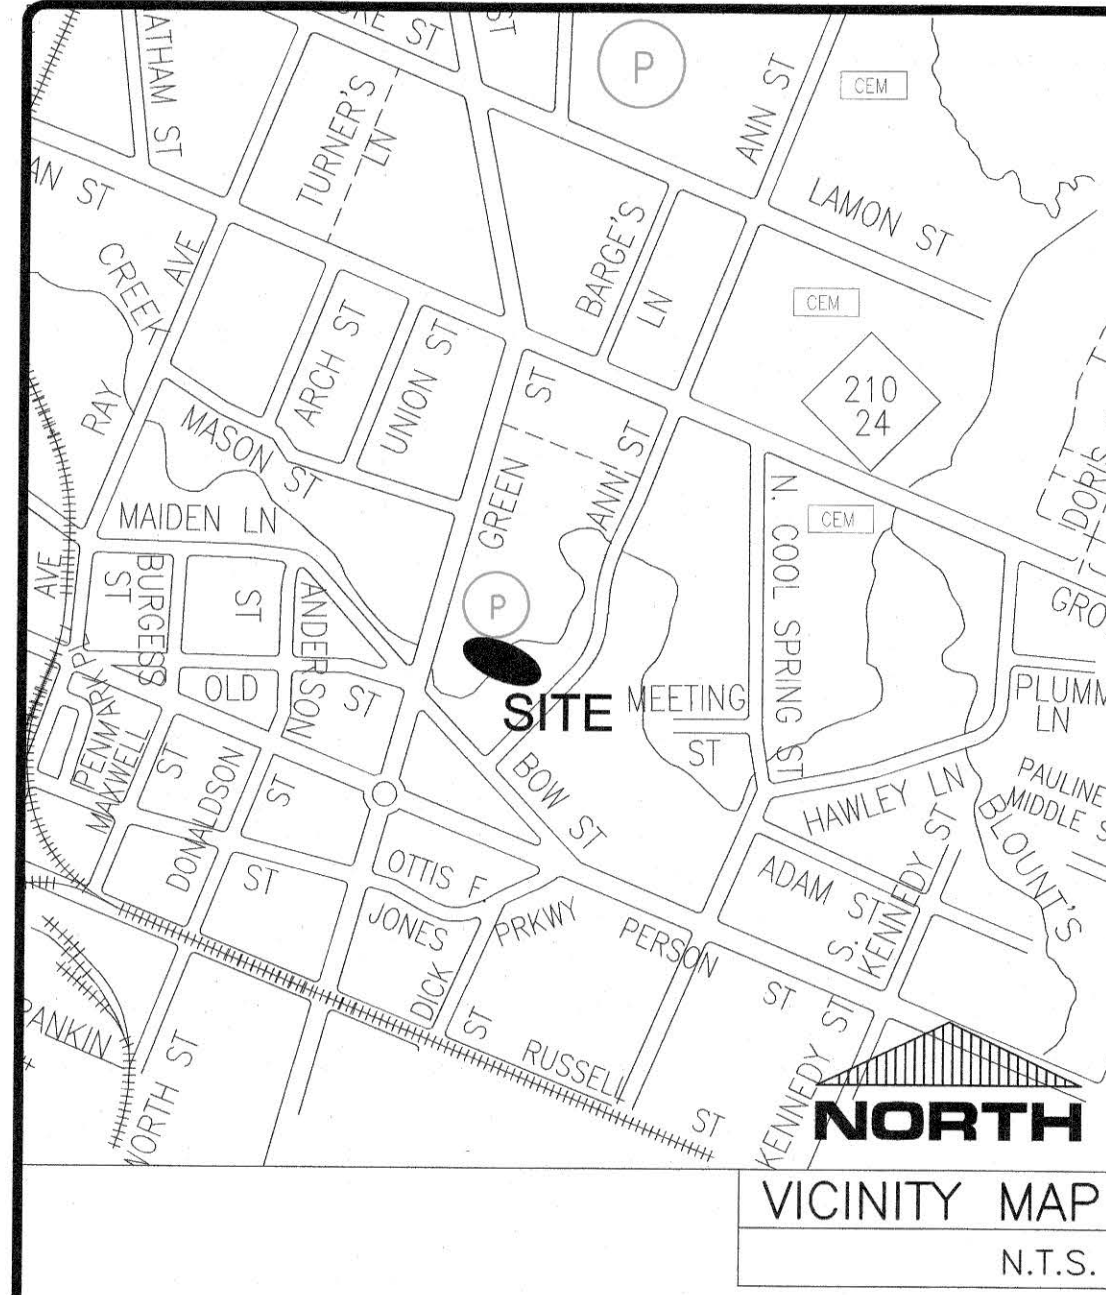 ATHAM ST
ST
P
ANN ST
CEM
TURNER'S
LN
LAMON ST
AN ST
CREEK
AVE
BARGE'S
LN
CEM
ARCH ST
UNION ST
ST
210
24
RAY
MASON ST
GREEN
ANN ST
DORIS
N. COOL SPRING ST
CEM
MAIDEN LN
AVE
BURGESS
ST
ST
ANDERSON
P
GRO
OLD
ST
SITE
MEETING
ST
PLUMM
LN
PENMARK PL
MAXWELL
ST
DONALDSON
ST
BOW ST
HAWLEY LN
PAULINE
MIDDLE S
BLOUNT'S
ST
OTTIS F
JONES
PRKWY
ADAM ST
S. KENNEDY ST
PERSON
ST
DICK
ST
RANKIN
WORTH ST
RUSSELL
ST
KENNEDY ST
NORTH
VICINITY MAP
N.T.S.